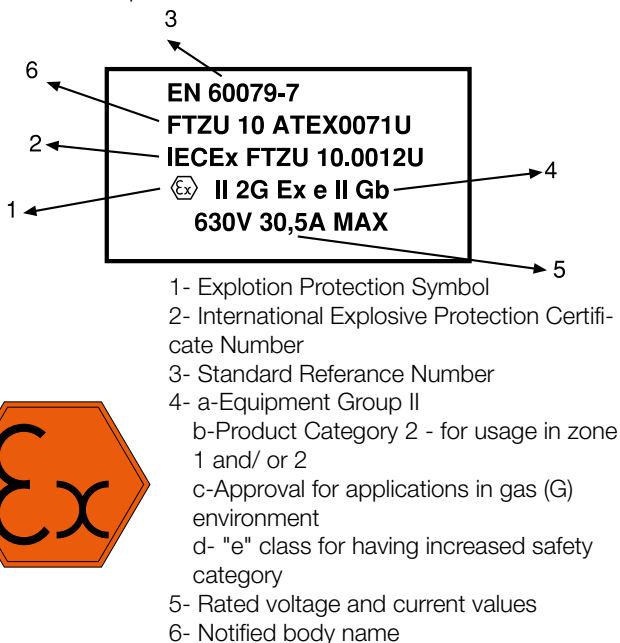 3
6
EN 60079-7
FTZU 10 ATEX0071U
2
IECEx FTZU 10.0012U
4
Ex II 2G Ex e II Gb
1
630V 30,5A MAX
5
1- Explotion Protection Symbol
2- International Explosive Protection Certifi-
cate Number
3- Standard Referance Number
4- a-Equipment Group II
b-Product Category 2 - for usage in zone
1 and/ or 2
c-Approval for applications in gas (G)
environment
d- "e" class for having increased safety
category
5- Rated voltage and current values
6- Notified body name
Ex